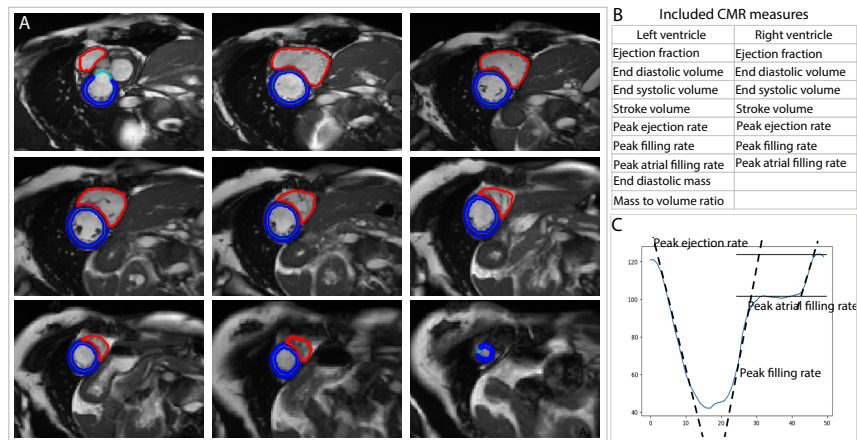 A
B
Included CMR measures
Left ventricle Right ventricle
Ejection fraction Ejection fraction
End diastolic volume End diastolic volume
End systolic volume End systolic volume
Stroke volume Stroke volume
Peak ejection rate Peak ejection rate
Peak filling rate Peak filling rate
Peak atrial filling rate Peak atrial filling rate
End diastolic mass
Mass to volume ratio
C
Peak ejection rate
120
100
Peak atrial filling rate
80
Peak filling rate
60
40
0 10 20 30 40 50